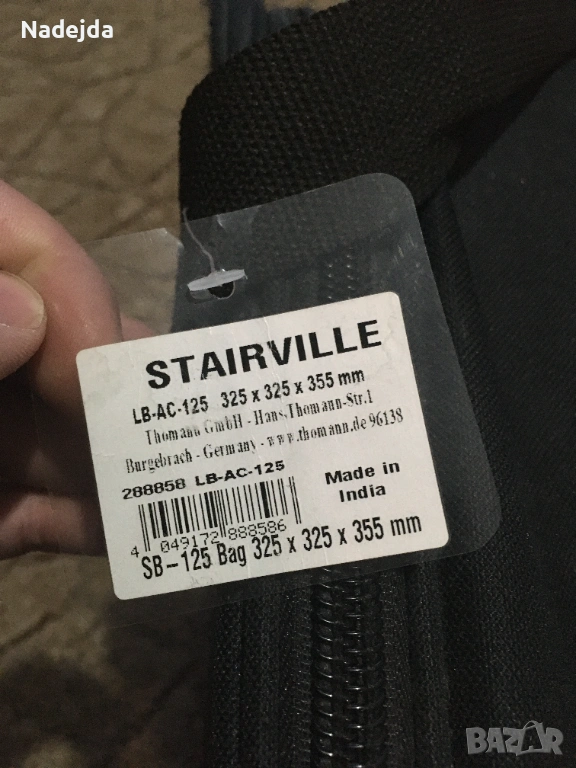 Nadejda
STAIRVILLE
LB-AC-125 325 x 325 x 355 mm
Thomann GmbH - Hans-Thomann-Str.1
Burgebrach - Germany - www.thomann.de 96138
288858 LB-AC-125
Made in
India
4 049172 888586
SB-125 Bag 325 x 325 x 355 mm
BAZAR